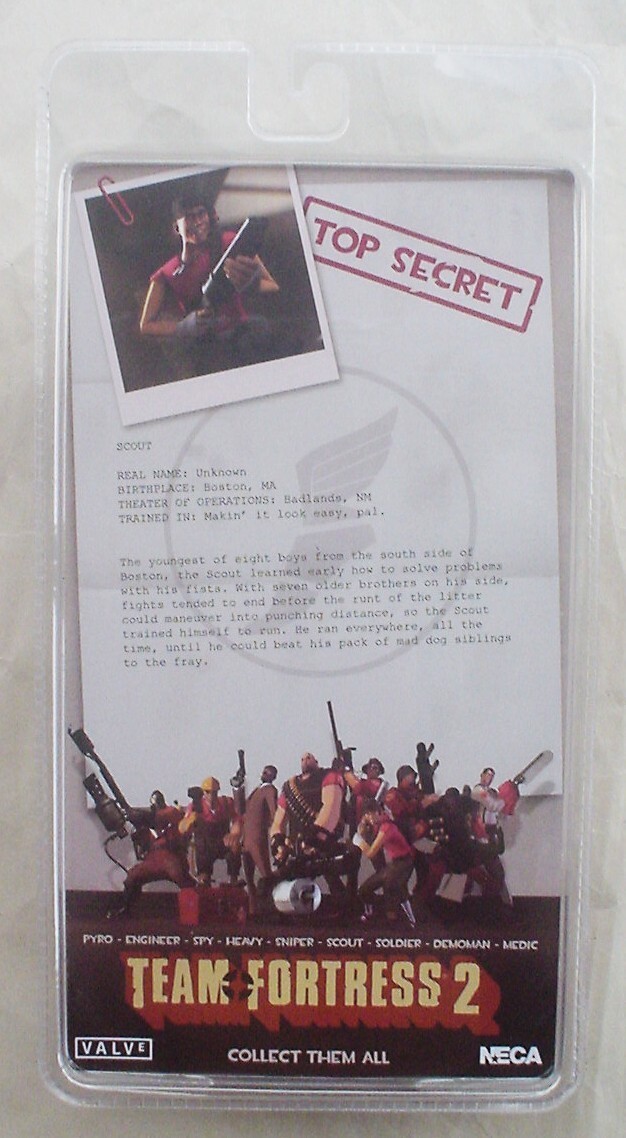 TOP SECRET
SCOUT
REAL NAME: Unknown
BIRTHPLACE: Boston, MA
THEATER OF OPERATIONS: Badlands, NM
TRAINED IN: Makin' it look easy, pal.
The youngest of eight boys from the south side of
Boston, the Scout learned early how to solve problems
with his fists. With seven older brothers on his side,
fights tended to end before the runt of the litter
could maneuver into punching distance, so the Scout
trained himself to run. He ran everywhere, all the
time, until he could beat his pack of mad dog siblings
to the fray.
PYRO - ENGINEER - SPY - HEAVY - SNIPER - SCOUT - SOLDIER - DEMOMAN - MEDIC
TEAM FORTRESS 2
VALVE
COLLECT THEM ALL
NECA